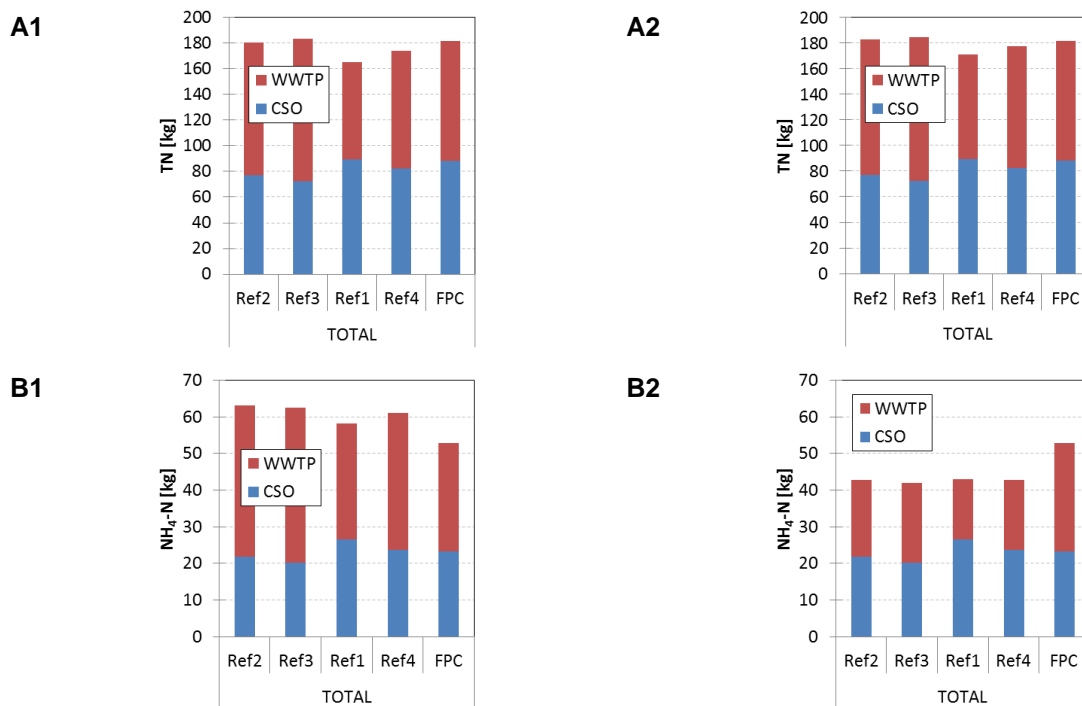 A1
TN [kg]
200
180
160
140
120
100
80
60
40
20
0
WWTP
CSO
Ref2 Ref3 Ref1 Ref4 FPC
TOTAL
A2
TN [kg]
200
180
160
140
120
100
80
60
40
20
0
WWTP
CSO
Ref2 Ref3 Ref1 Ref4 FPC
TOTAL
B1
NH₄-N [kg]
70
60
50
40
30
20
10
0
WWTP
CSO
Ref2 Ref3 Ref1 Ref4 FPC
TOTAL
B2
NH₄-N [kg]
70
60
50
40
30
20
10
0
WWTP
CSO
Ref2 Ref3 Ref1 Ref4 FPC
TOTAL